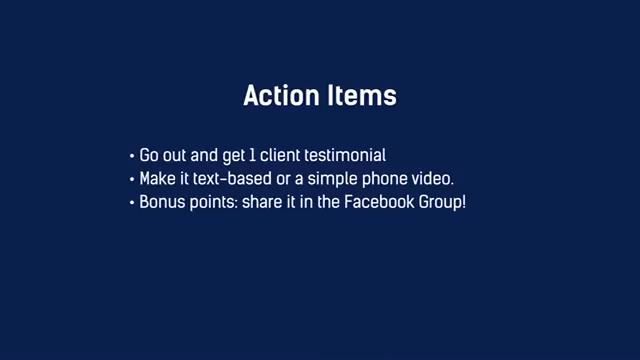 Action Items
• Go out and get 1 client testimonial
• Make it text-based or a simple phone video.
• Bonus points: share it in the Facebook Group!